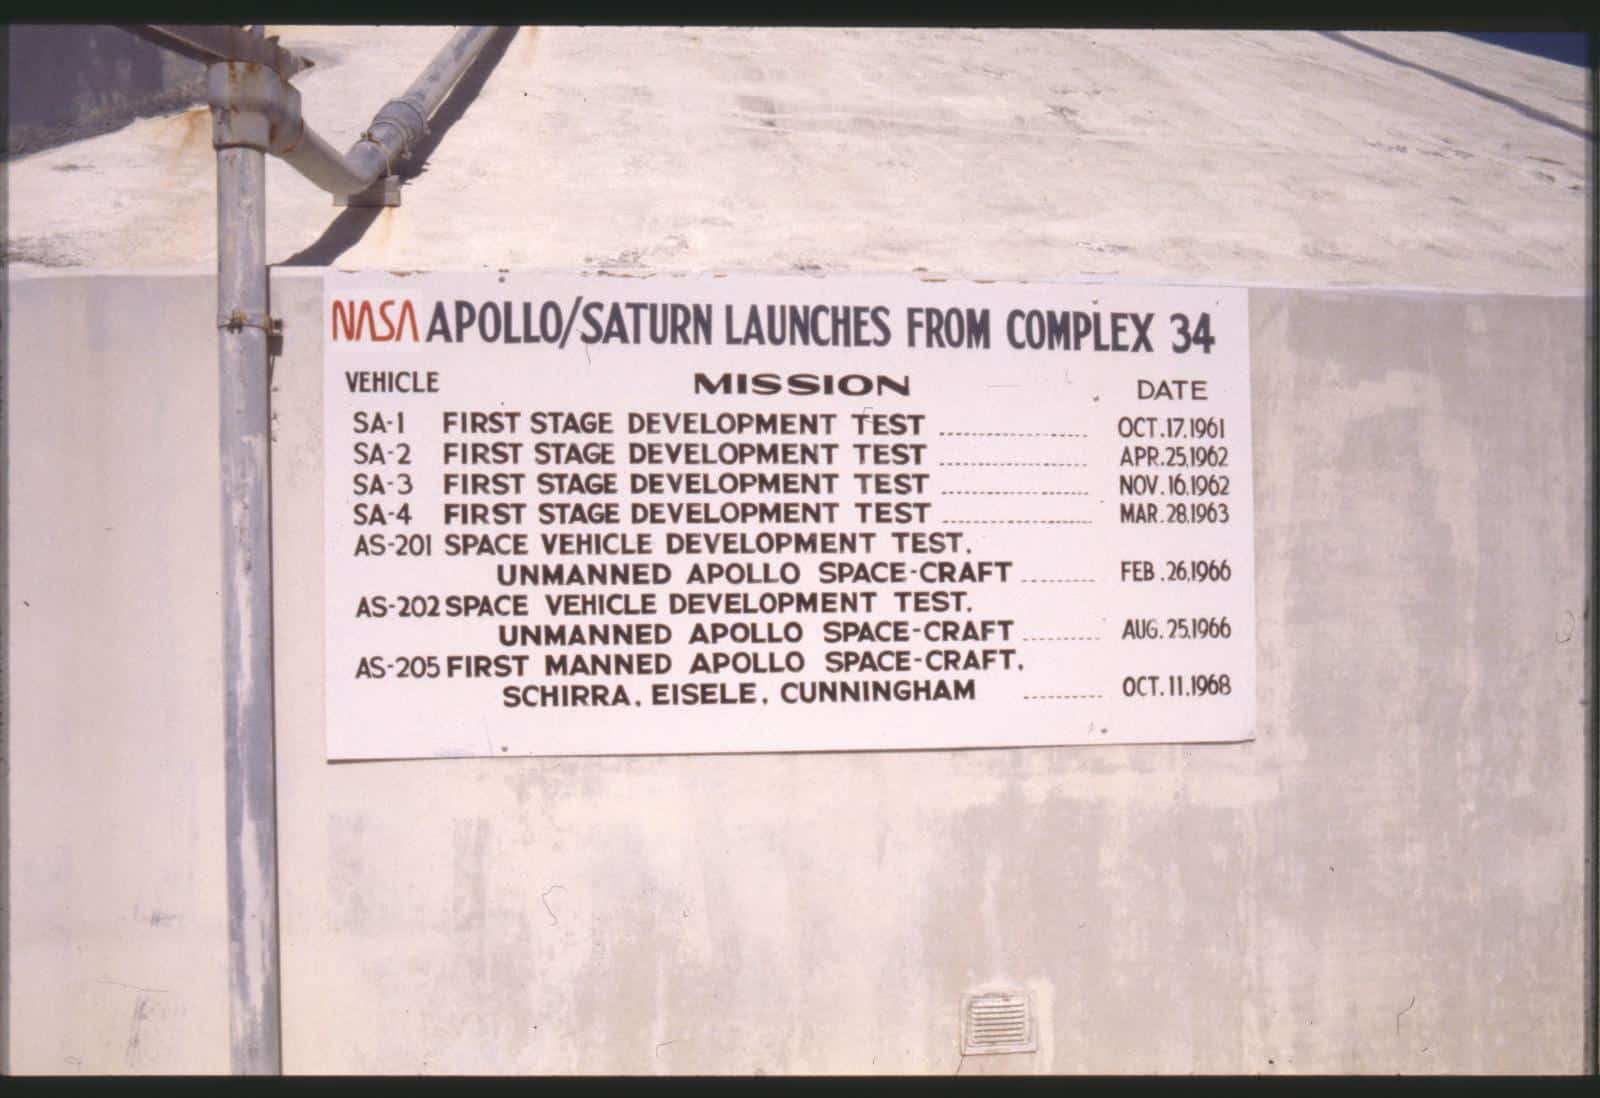 NASA APOLLO/SATURN LAUNCHES FROM COMPLEX 34
VEHICLE MISSION DATE
SA-1 FIRST STAGE DEVELOPMENT TEST OCT.17.1961
SA-2 FIRST STAGE DEVELOPMENT TEST APR.25.1962
SA-3 FIRST STAGE DEVELOPMENT TEST NOV.16.1962
SA-4 FIRST STAGE DEVELOPMENT TEST MAR.28.1963
AS-201 SPACE VEHICLE DEVELOPMENT TEST.
UNMANNED APOLLO SPACE-CRAFT FEB.26.1966
AS-202 SPACE VEHICLE DEVELOPMENT TEST.
UNMANNED APOLLO SPACE-CRAFT AUG.25.1966
AS-205 FIRST MANNED APOLLO SPACE-CRAFT.
SCHIRRA. EISELE. CUNNINGHAM OCT.11.1968